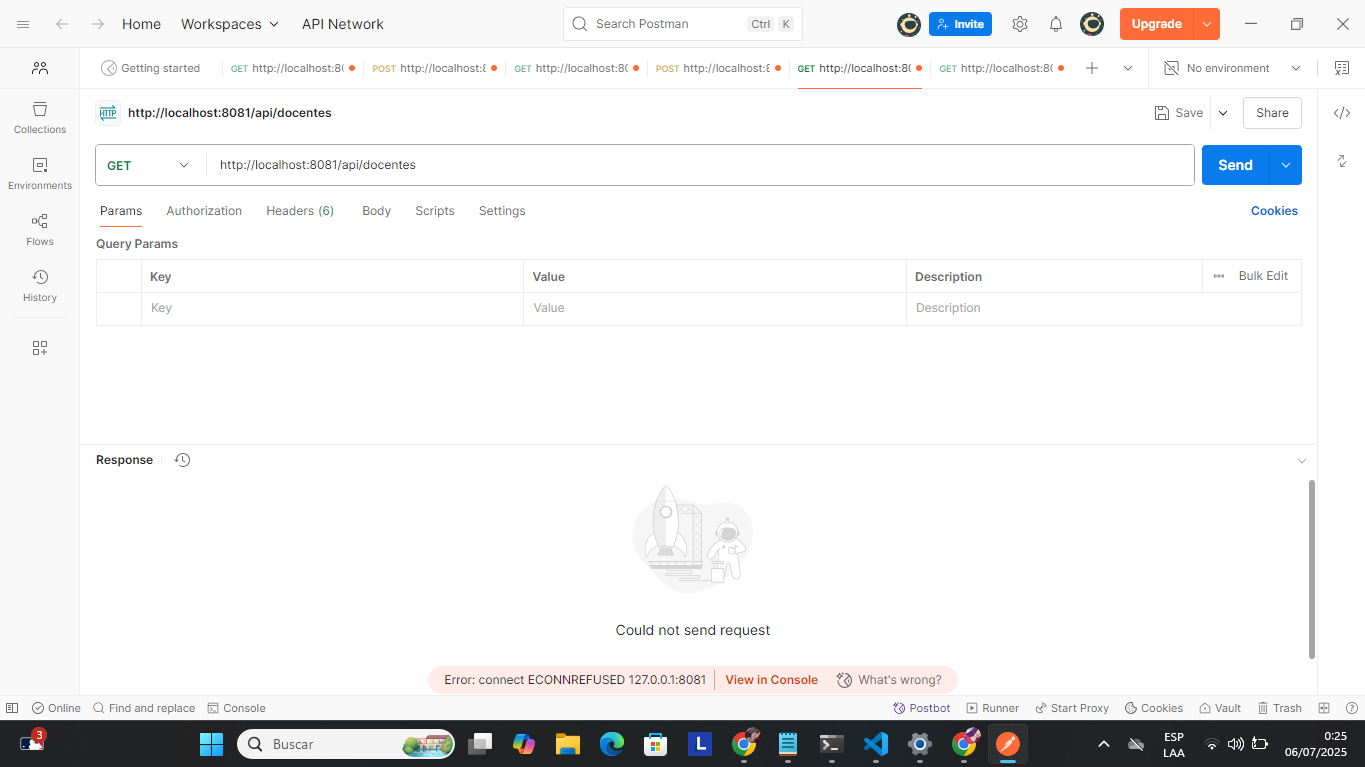 Home Workspaces API Network Search Postman Ctrl K Invite Upgrade
Getting started GET http://localhost:80 POST http://localhost:8 GET http://localhost:80 POST http://localhost:8 GET http://localhost:80 GET http://localhost:80 No environment
HTTP http://localhost:8081/api/docentes Save Share
Collections
GET http://localhost:8081/api/docentes Send
Environments
Params Authorization Headers (6) Body Scripts Settings Cookies
Flows
Query Params
Key Value Description Bulk Edit
History
Key Value Description
Response
Could not send request
Error: connect ECONNREFUSED 127.0.0.1:8081 View in Console What's wrong?
Online Find and replace Console Postbot Runner Start Proxy Cookies Vault Trash
3 Buscar L ESP 0:25
LAA 06/07/2025